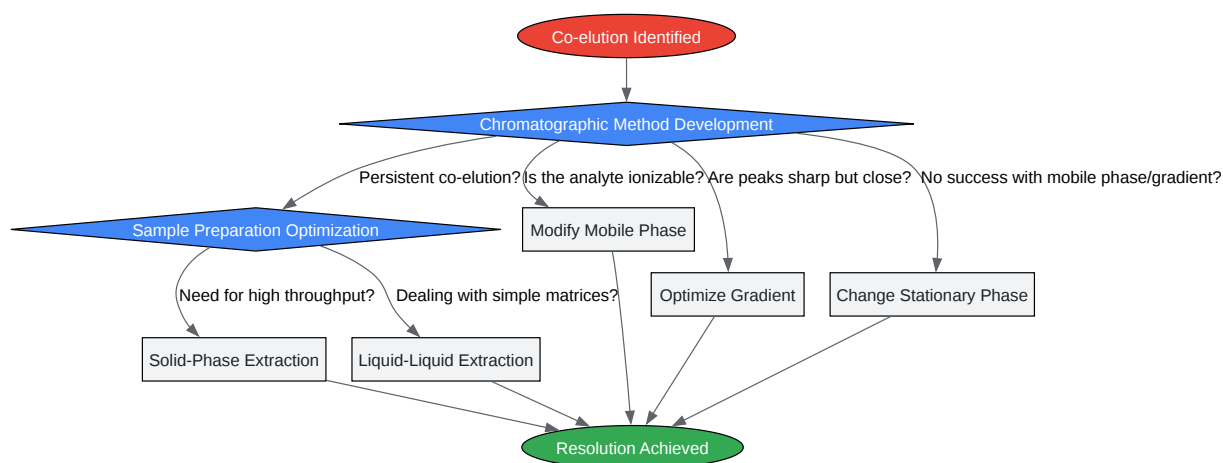 Co-elution Identified
Chromatographic Method Development
Persistent co-elution?
Is the analyte ionizable?
Are peaks sharp but close?
No success with mobile phase/gradient?
Sample Preparation Optimization
Modify Mobile Phase
Need for high throughput?
Dealing with simple matrices?
Optimize Gradient
Change Stationary Phase
Solid-Phase Extraction
Liquid-Liquid Extraction
Resolution Achieved